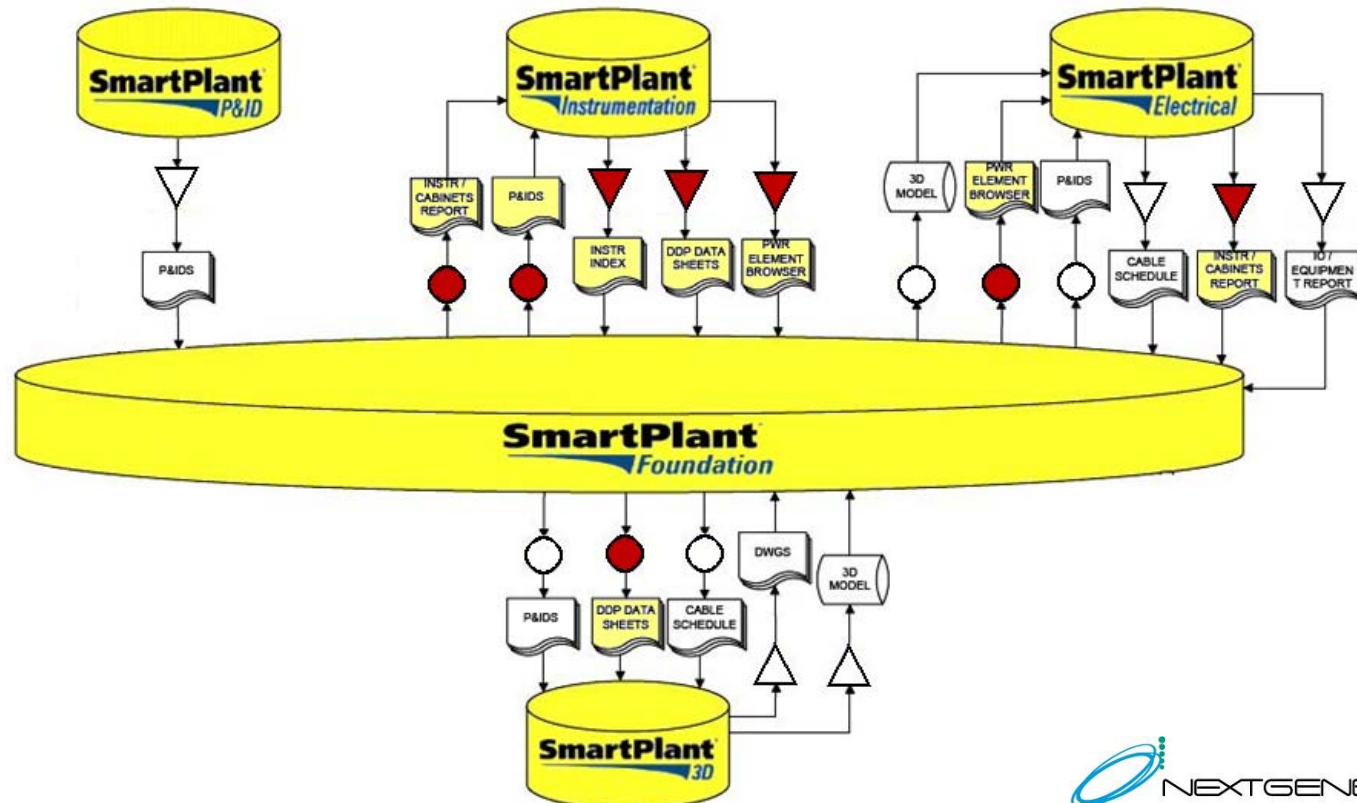 SmartPlant
P&ID
SmartPlant
Instrumentation
SmartPlant
Electrical
P&IDS
INSTR /
CABINETS
REPORT
P&IDS
INSTR
INDEX
DDP DATA
SHEETS
PWR
ELEMENT
BROWSER
3D
MODEL
PWR
ELEMENT
BROWSER
P&IDS
CABLE
SCHEDULE
INSTR /
CABINETS
REPORT
IO /
EQUIPMEN
T REPORT
SmartPlant
Foundation
P&IDS
DDP DATA
SHEETS
CABLE
SCHEDULE
DWGS
3D
MODEL
SmartPlant
3D
NEXTGENE